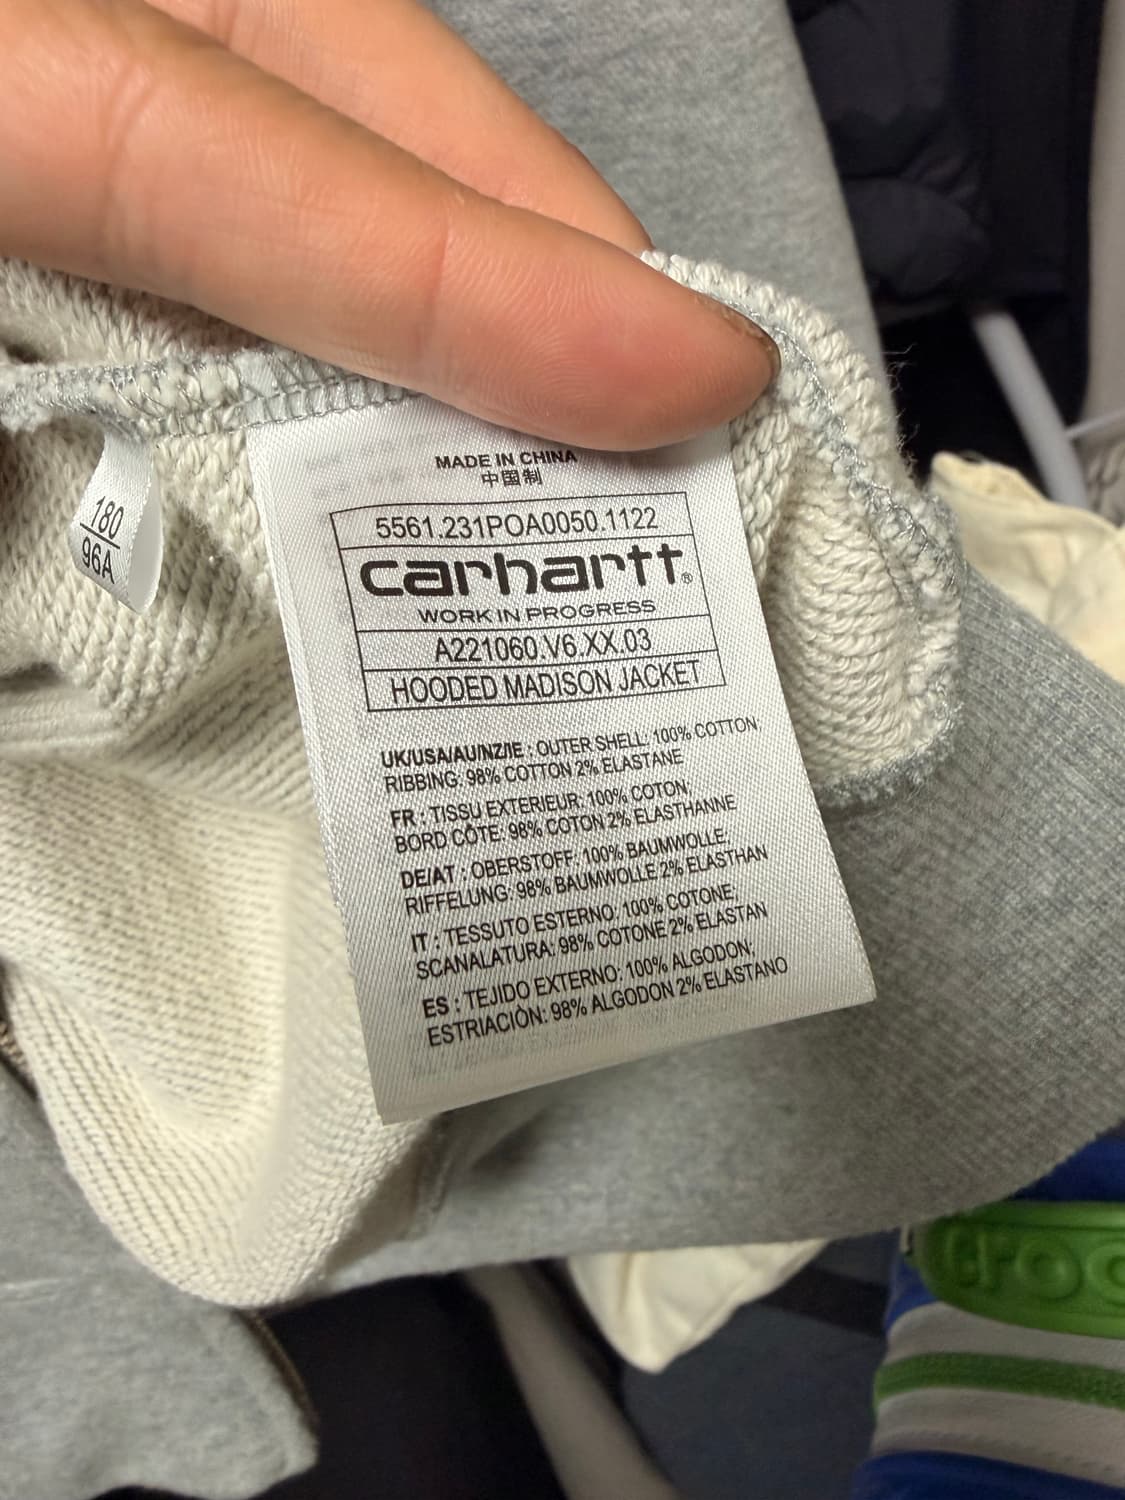 MADE IN CHINA
中国制
5561.231POA0050.1122
carhartt®
WORK IN PROGRESS
A221060.V6.XX.03
HOODED MADISON JACKET
UK/USA/AU/NZ/IE : OUTER SHELL: 100% COTTON
RIBBING: 98% COTTON 2% ELASTANE
FR : TISSU EXTERIEUR: 100% COTON;
BORD CÔTE: 98% COTON 2% ELASTHANNE
DE/AT : OBERSTOFF: 100% BAUMWOLLE;
RIFFELUNG: 98% BAUMWOLLE 2% ELASTHAN
IT : TESSUTO ESTERNO: 100% COTONE;
SCANALATURA: 98% COTONE 2% ELASTAN
ES : TEJIDO EXTERNO: 100% ALGODON;
ESTRIACIÒN: 98% ALGODON 2% ELASTANO
180
96A